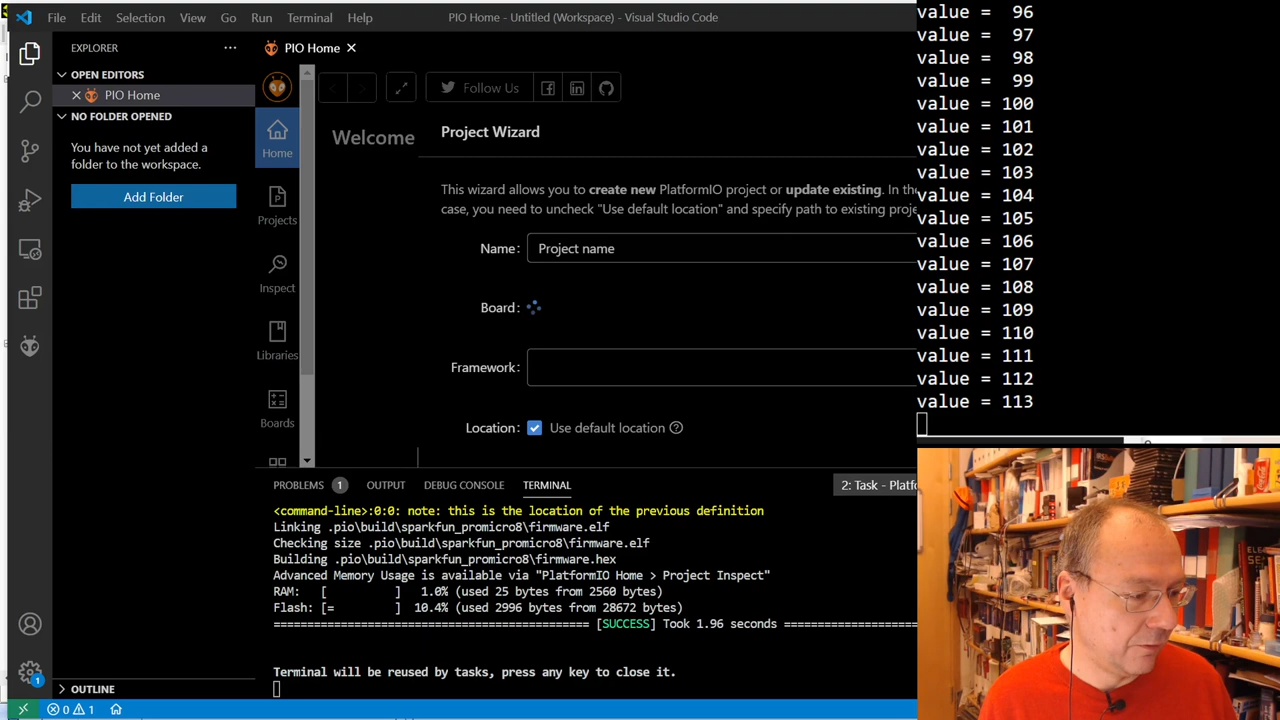 File Edit Selection View Go Run Terminal Help
PIO Home - Untitled (Workspace) - Visual Studio Code
EXPLORER
OPEN EDITORS
PIO Home
NO FOLDER OPENED
You have not yet added a
folder to the workspace.
Add Folder
OUTLINE
0 1
1
PIO Home
Follow Us
Home
Projects
Inspect
Libraries
Boards
Welcome
Project Wizard
This wizard allows you to create new PlatformIO project or update existing. In the
case, you need to uncheck "Use default location" and specify path to existing proje
Name: Project name
Board:
Framework:
Location: Use default location
PROBLEMS 1 OUTPUT DEBUG CONSOLE TERMINAL 2: Task - Platfo
<command-line>:0:0: note: this is the location of the previous definition
Linking .pio\build\sparkfun_promicro8\firmware.elf
Checking size .pio\build\sparkfun_promicro8\firmware.elf
Building .pio\build\sparkfun_promicro8\firmware.hex
Advanced Memory Usage is available via "PlatformIO Home > Project Inspect"
RAM: [ ] 1.0% (used 25 bytes from 2560 bytes)
Flash: [= ] 10.4% (used 2996 bytes from 28672 bytes)
=============================================== [SUCCESS] Took 1.96 seconds ================
Terminal will be reused by tasks, press any key to close it.
value = 96
value = 97
value = 98
value = 99
value = 100
value = 101
value = 102
value = 103
value = 104
value = 105
value = 106
value = 107
value = 108
value = 109
value = 110
value = 111
value = 112
value = 113